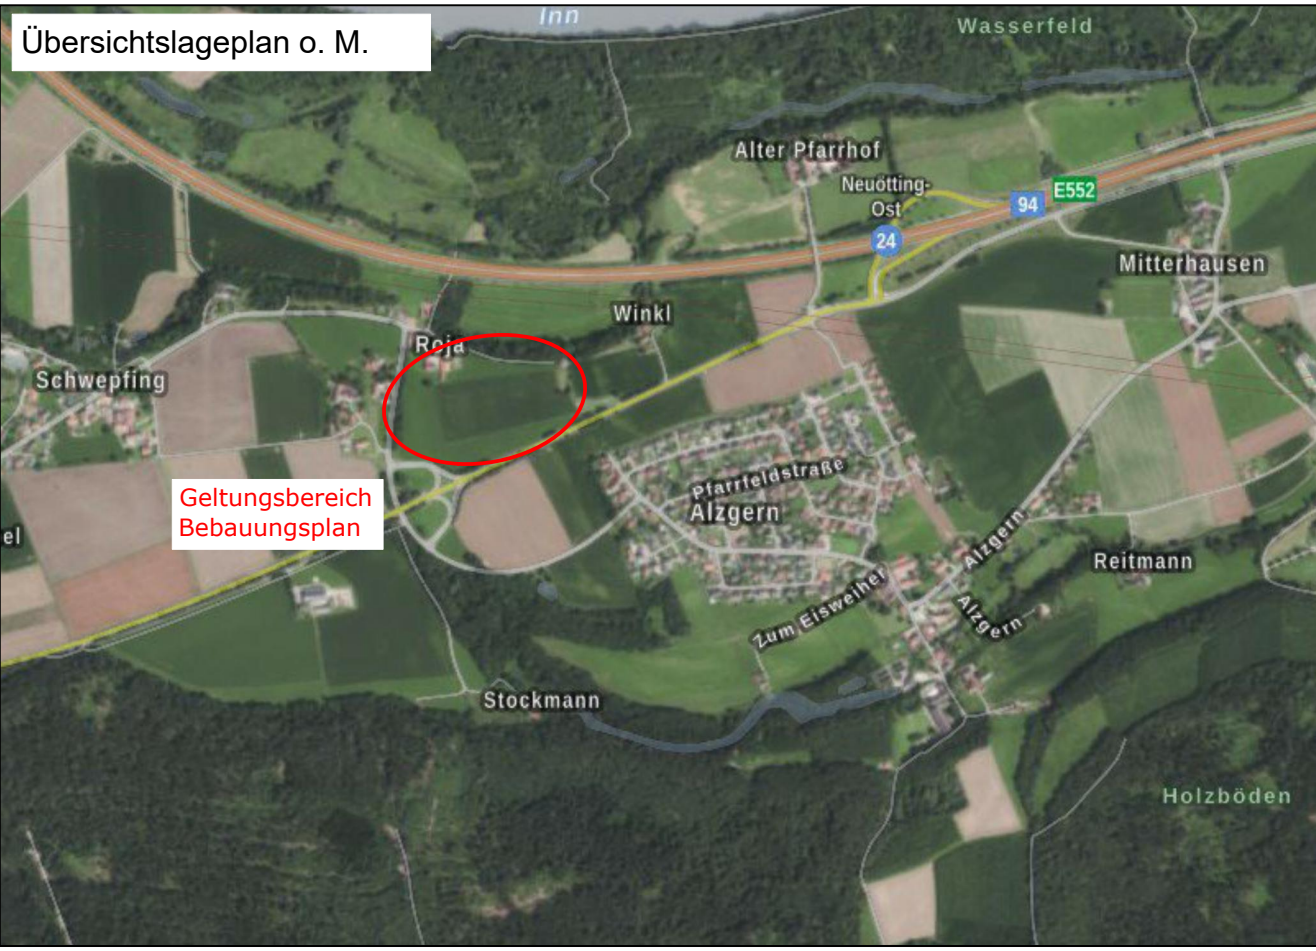 Übersichtslageplan o. M.
Inn
Wasserfeld
Alter Pfarrhof
Neuötting-
Ost
24
94
E552
Mitterhausen
Winkl
Roja
Schwepfing
Geltungsbereich
Bebauungsplan
el
Pfarrfeldstraße
Alzgern
Alzgern
Alzgern
Reitmann
Zum Eisweiher
Stockmann
Holzböden